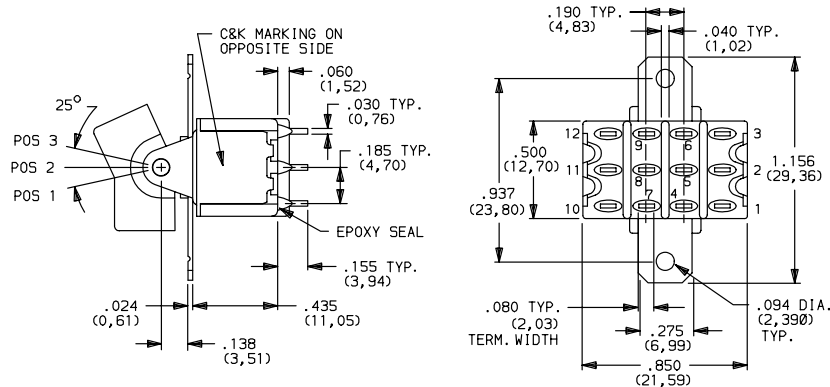 C&K MARKING ON
OPPOSITE SIDE
.060
(1,52)
.030 TYP.
(0,76)
25°
POS 3
POS 2
POS 1
.185 TYP.
(4,70)
EPOXY SEAL
.155 TYP.
(3,94)
.024
(0,61)
.435
(11,05)
.138
(3,51)
.190 TYP.
(4,83)
.040 TYP.
(1,02)
.500
(12,70)
.937
(23,80)
1.156
(29,36)
12 9 6 3
11 8 5 2
10 7 4 1
.080 TYP.
(2,03)
TERM. WIDTH
.275
(6,99)
.094 DIA.
(2,39Ø)
TYP.
.850
(21,59)